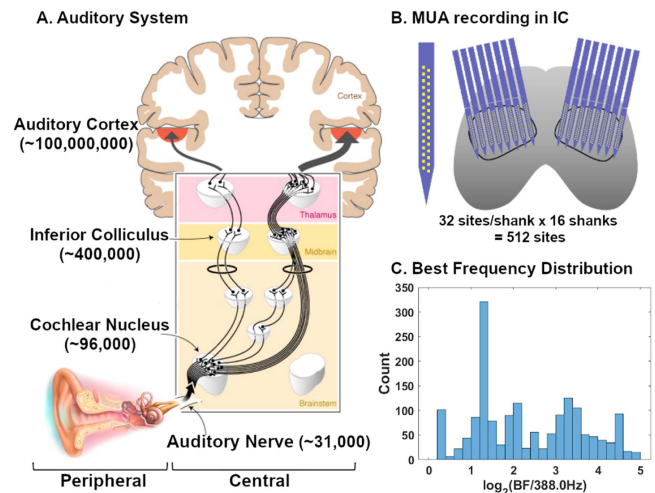 A. Auditory System
Cortex
Auditory Cortex
(~100,000,000)
Thalamus
Inferior Colliculus
(~400,000)
Midbrain
Cochlear Nucleus
(~96,000)
Brainstem
Auditory Nerve (~31,000)
Peripheral
Central
B. MUA recording in IC
32 sites/shank x 16 shanks
= 512 sites
C. Best Frequency Distribution
Count
350
300
250
200
150
100
50
0
0 1 2 3 4 5
log₂(BF/388.0Hz)